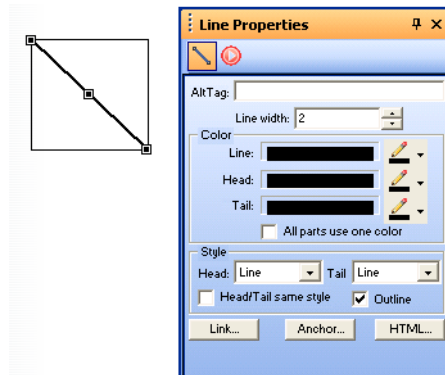 Line Properties
AltTag:
Line width: 2
Color
Line:
Head:
Tail:
All parts use one color
Style
Head: Line Tail Line
Head/Tail same style Outline
Link... Anchor... HTML...